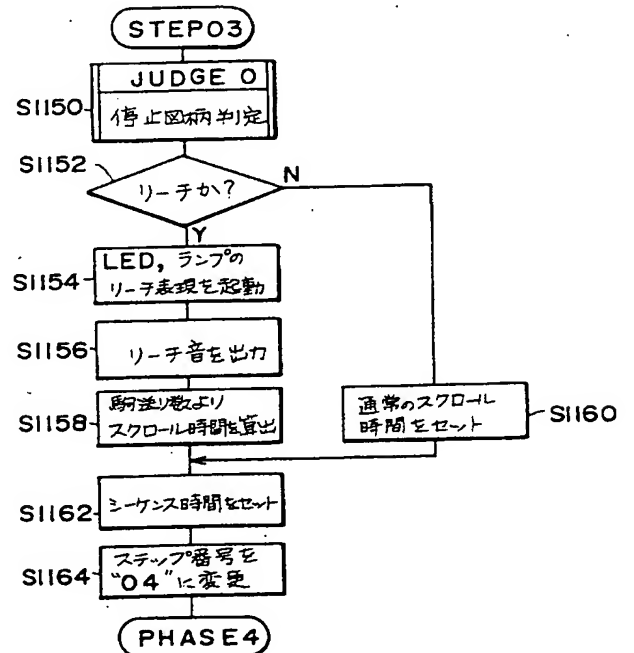 STEP03
JUDGE 0
S1150
停止図柄判定
S1152
リーチか?
N
Y
S1154
LED, ランプの
リーチ表現を起動
S1156
リーチ音を出力
S1158
駒送り数より
スクロール時間を算出
通常のスクロール
時間をセット
S1160
S1162
シーケンス時間をセット
S1164
ステップ番号を
"04"に変更
PHASE4